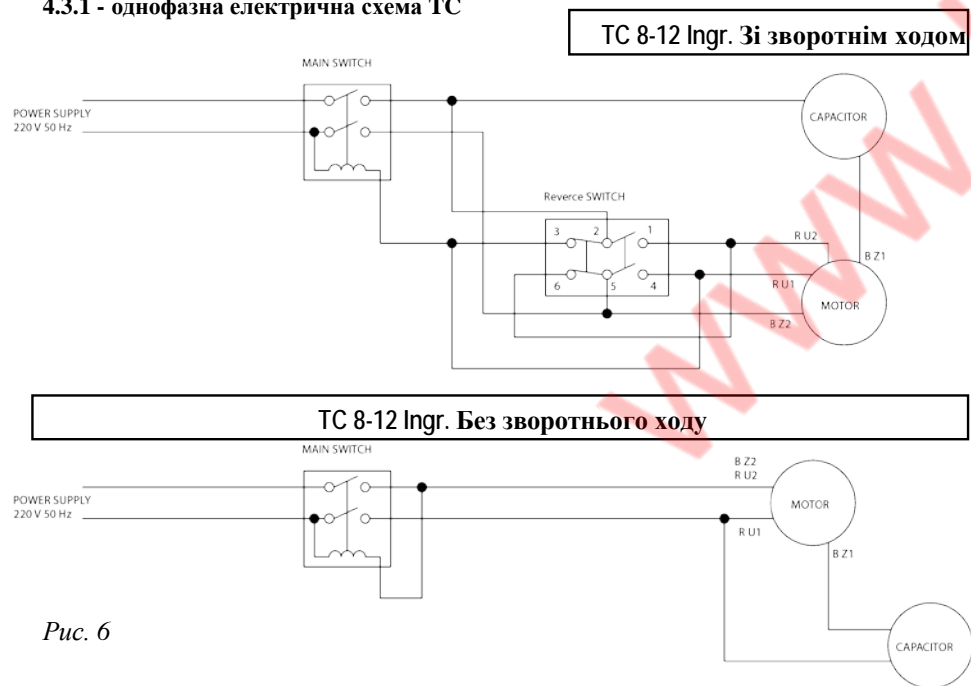 4.3.1 - однофазна електрична схема ТС
TC 8-12 Ingr. Зі зворотнім ходом
MAIN SWITCH
POWER SUPPLY
220 V 50 Hz
CAPACITOR
Reverce SWITCH
3 2 1
6 5 4
R U2
B Z1
R U1
MOTOR
B Z2
TC 8-12 Ingr. Без зворотнього ходу
MAIN SWITCH
POWER SUPPLY
220 V 50 Hz
B Z2
R U2
MOTOR
R U1
B Z1
CAPACITOR
Рис. 6
www